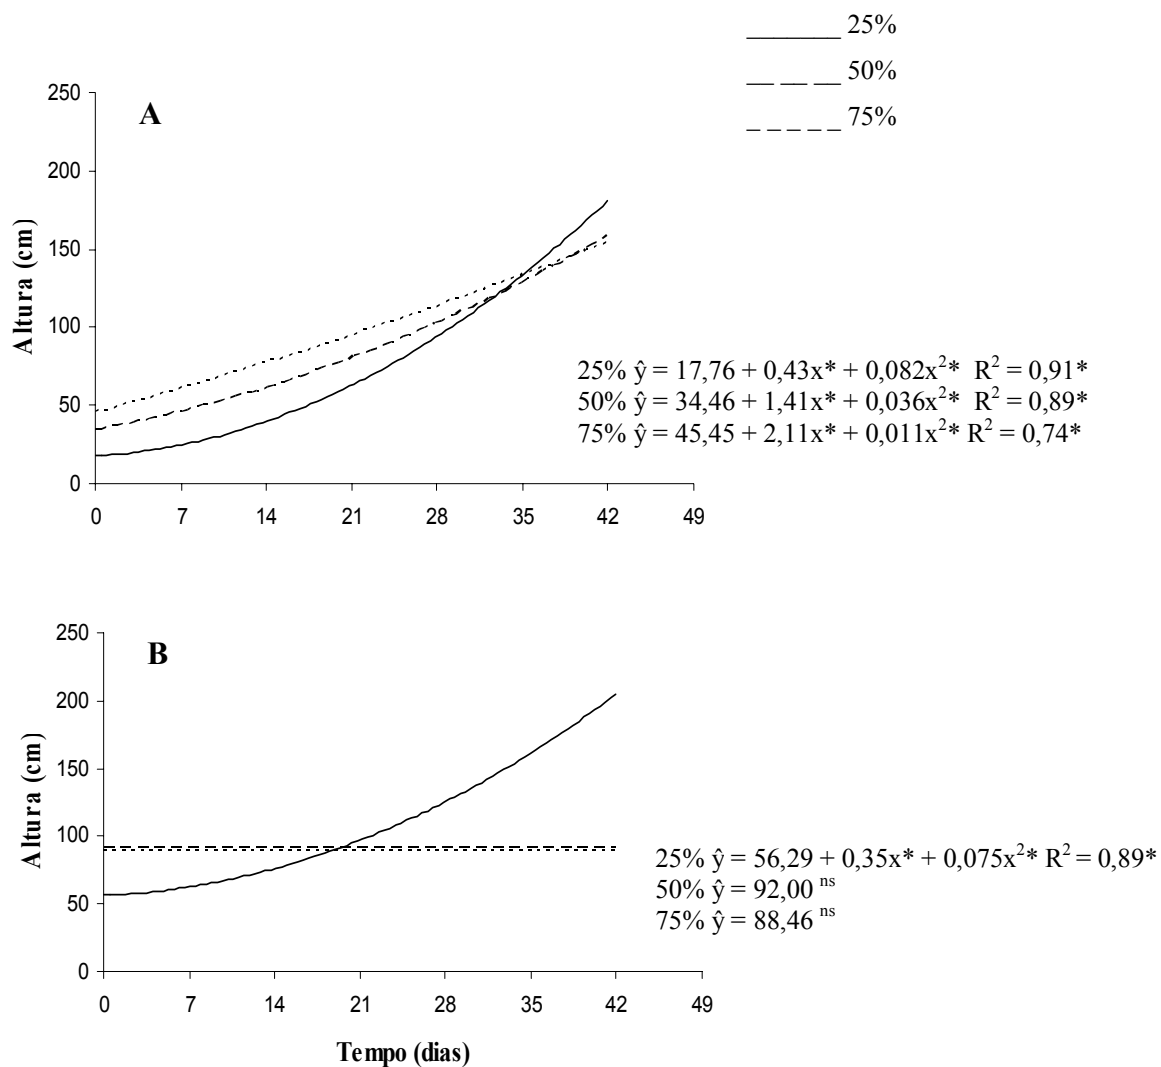 25%
50%
75%
A
250
200
150
100
50
0
Altura (cm)
25% ŷ = 17,76 + 0,43x* + 0,082x²* R² = 0,91*
50% ŷ = 34,46 + 1,41x* + 0,036x²* R² = 0,89*
75% ŷ = 45,45 + 2,11x* + 0,011x²* R² = 0,74*
0 7 14 21 28 35 42 49
B
250
200
150
100
50
0
Altura (cm)
25% ŷ = 56,29 + 0,35x* + 0,075x²* R² = 0,89*
50% ŷ = 92,00 ns
75% ŷ = 88,46 ns
0 7 14 21 28 35 42 49
Tempo (dias)